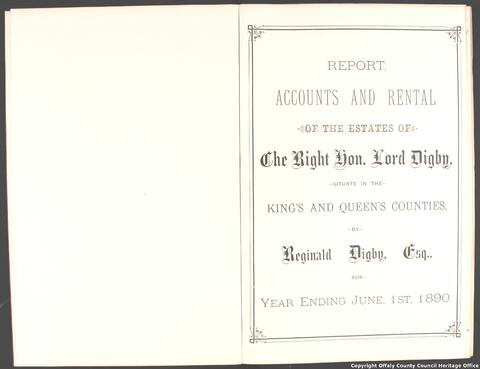 REPORT,
ACCOUNTS AND RENTAL
OF THE ESTATES OF
The Right Hon. Lord Digby,
—SITUATE IN THE—
KING'S AND QUEEN'S COUNTIES,
—BY—
Reginald Digby, Esq.,
—FOR—
YEAR ENDING JUNE, 1ST, 1890.
Copyright Offaly County Council Heritage Office